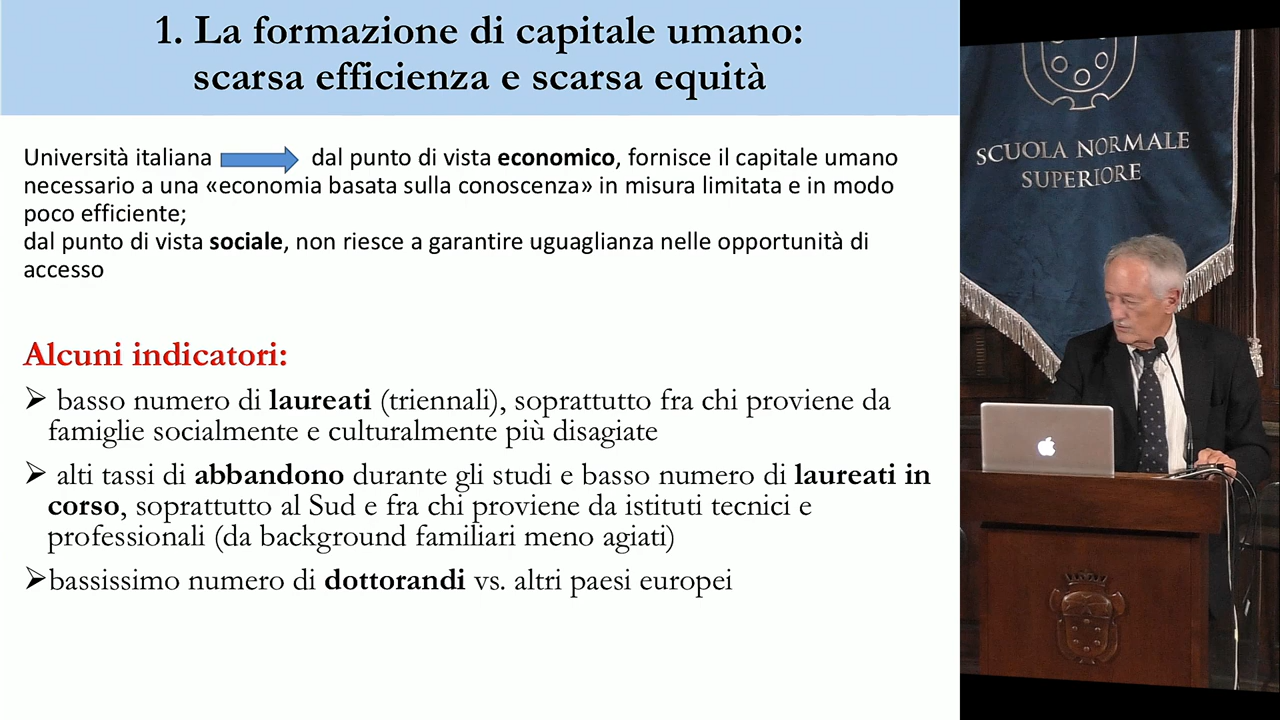 1. La formazione di capitale umano:
scarsa efficienza e scarsa equità
Università italiana dal punto di vista economico, fornisce il capitale umano
necessario a una «economia basata sulla conoscenza» in misura limitata e in modo
poco efficiente;
dal punto di vista sociale, non riesce a garantire uguaglianza nelle opportunità di
accesso
Alcuni indicatori:
basso numero di laureati (triennali), soprattutto fra chi proviene da
famiglie socialmente e culturalmente più disagiate
alti tassi di abbandono durante gli studi e basso numero di laureati in
corso, soprattutto al Sud e fra chi proviene da istituti tecnici e
professionali (da background familiari meno agiati)
bassissimo numero di dottorandi vs. altri paesi europei
SCUOLA NORMALE
SUPERIORE